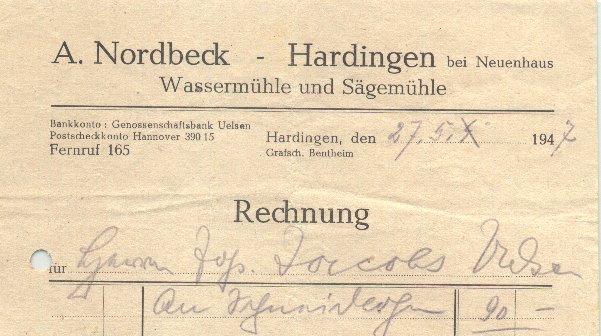 A. Nordbeck - Hardingen bei Neuenhaus
Wassermühle und Sägemühle
Bankkonto: Genossenschaftsbank Uelsen
Postscheckkonto Hannover 390 15
Fernruf 165
Hardingen, den 27. 5. 1947
Grafsch. Bentheim
Rechnung
für Herrn Jos. Jacobs Uelsen
An 90 –